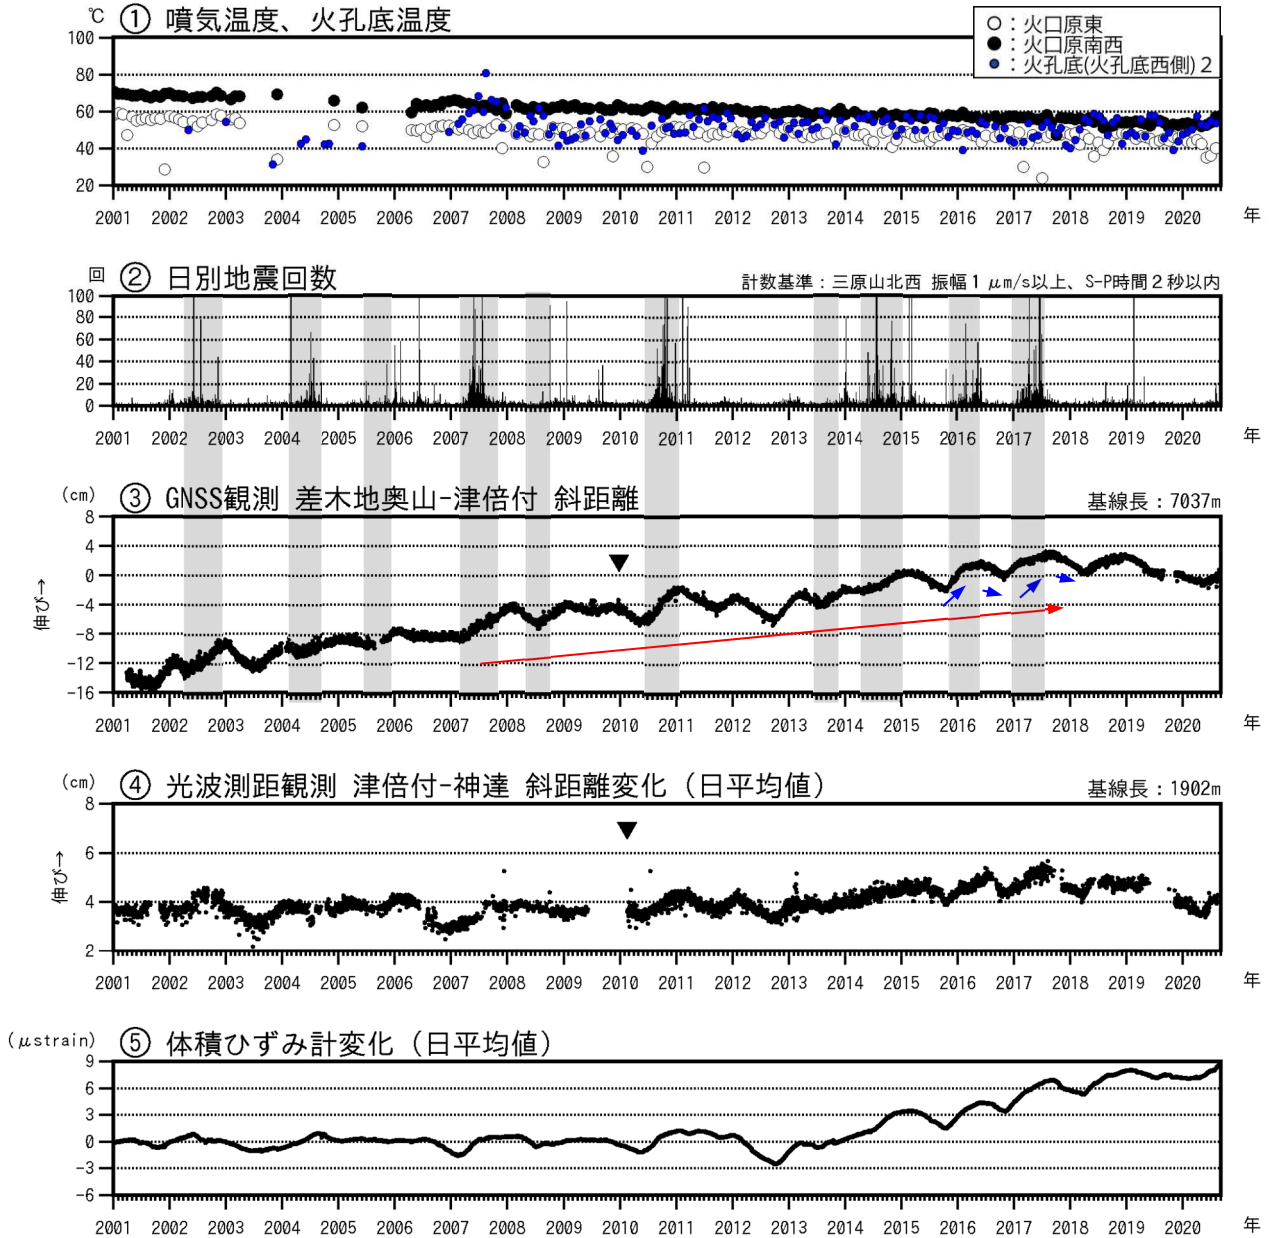 ℃ ① 噴気温度、火孔底温度
○：火口原東
●：火口原南西
●：火孔底(火孔底西側)２
100
80
60
40
20
2001 2002 2003 2004 2005 2006 2007 2008 2009 2010 2011 2012 2013 2014 2015 2016 2017 2018 2019 2020 年
回 ② 日別地震回数 計数基準：三原山北西 振幅１μm/s以上、S-P時間２秒以内
100
80
60
40
20
0
2001 2002 2003 2004 2005 2006 2007 2008 2009 2010 2011 2012 2013 2014 2015 2016 2017 2018 2019 2020 年
(cm) ③ GNSS観測 差木地奥山-津倍付 斜距離 基線長：7037m
8
4
0
-4
-8
-12
-16
伸び→
2001 2002 2003 2004 2005 2006 2007 2008 2009 2010 2011 2012 2013 2014 2015 2016 2017 2018 2019 2020 年
(cm) ④ 光波測距観測 津倍付-神達 斜距離変化（日平均値） 基線長：1902m
8
6
4
2
伸び→
2001 2002 2003 2004 2005 2006 2007 2008 2009 2010 2011 2012 2013 2014 2015 2016 2017 2018 2019 2020 年
(μstrain) ⑤ 体積ひずみ計変化（日平均値）
9
6
3
0
-3
-6
2001 2002 2003 2004 2005 2006 2007 2008 2009 2010 2011 2012 2013 2014 2015 2016 2017 2018 2019 2020 年